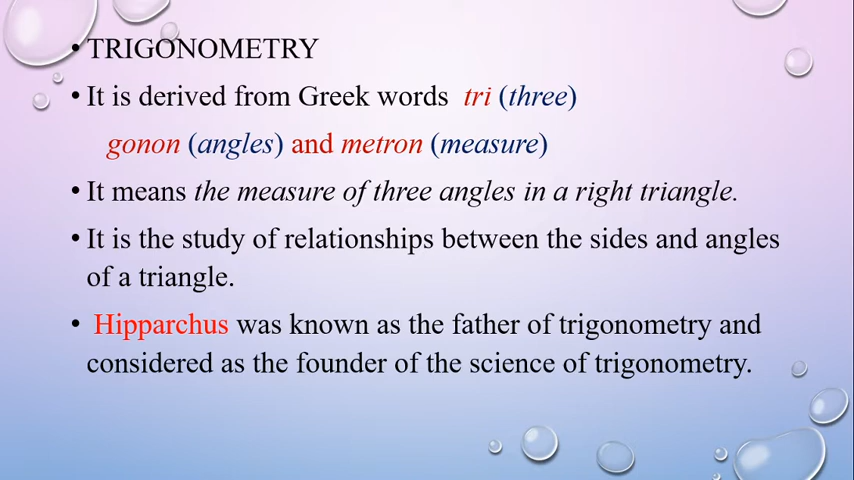 • TRIGONOMETRY
• It is derived from Greek words tri (three)
gonon (angles) and metron (measure)
• It means the measure of three angles in a right triangle.
• It is the study of relationships between the sides and angles
of a triangle.
• Hipparchus was known as the father of trigonometry and
considered as the founder of the science of trigonometry.